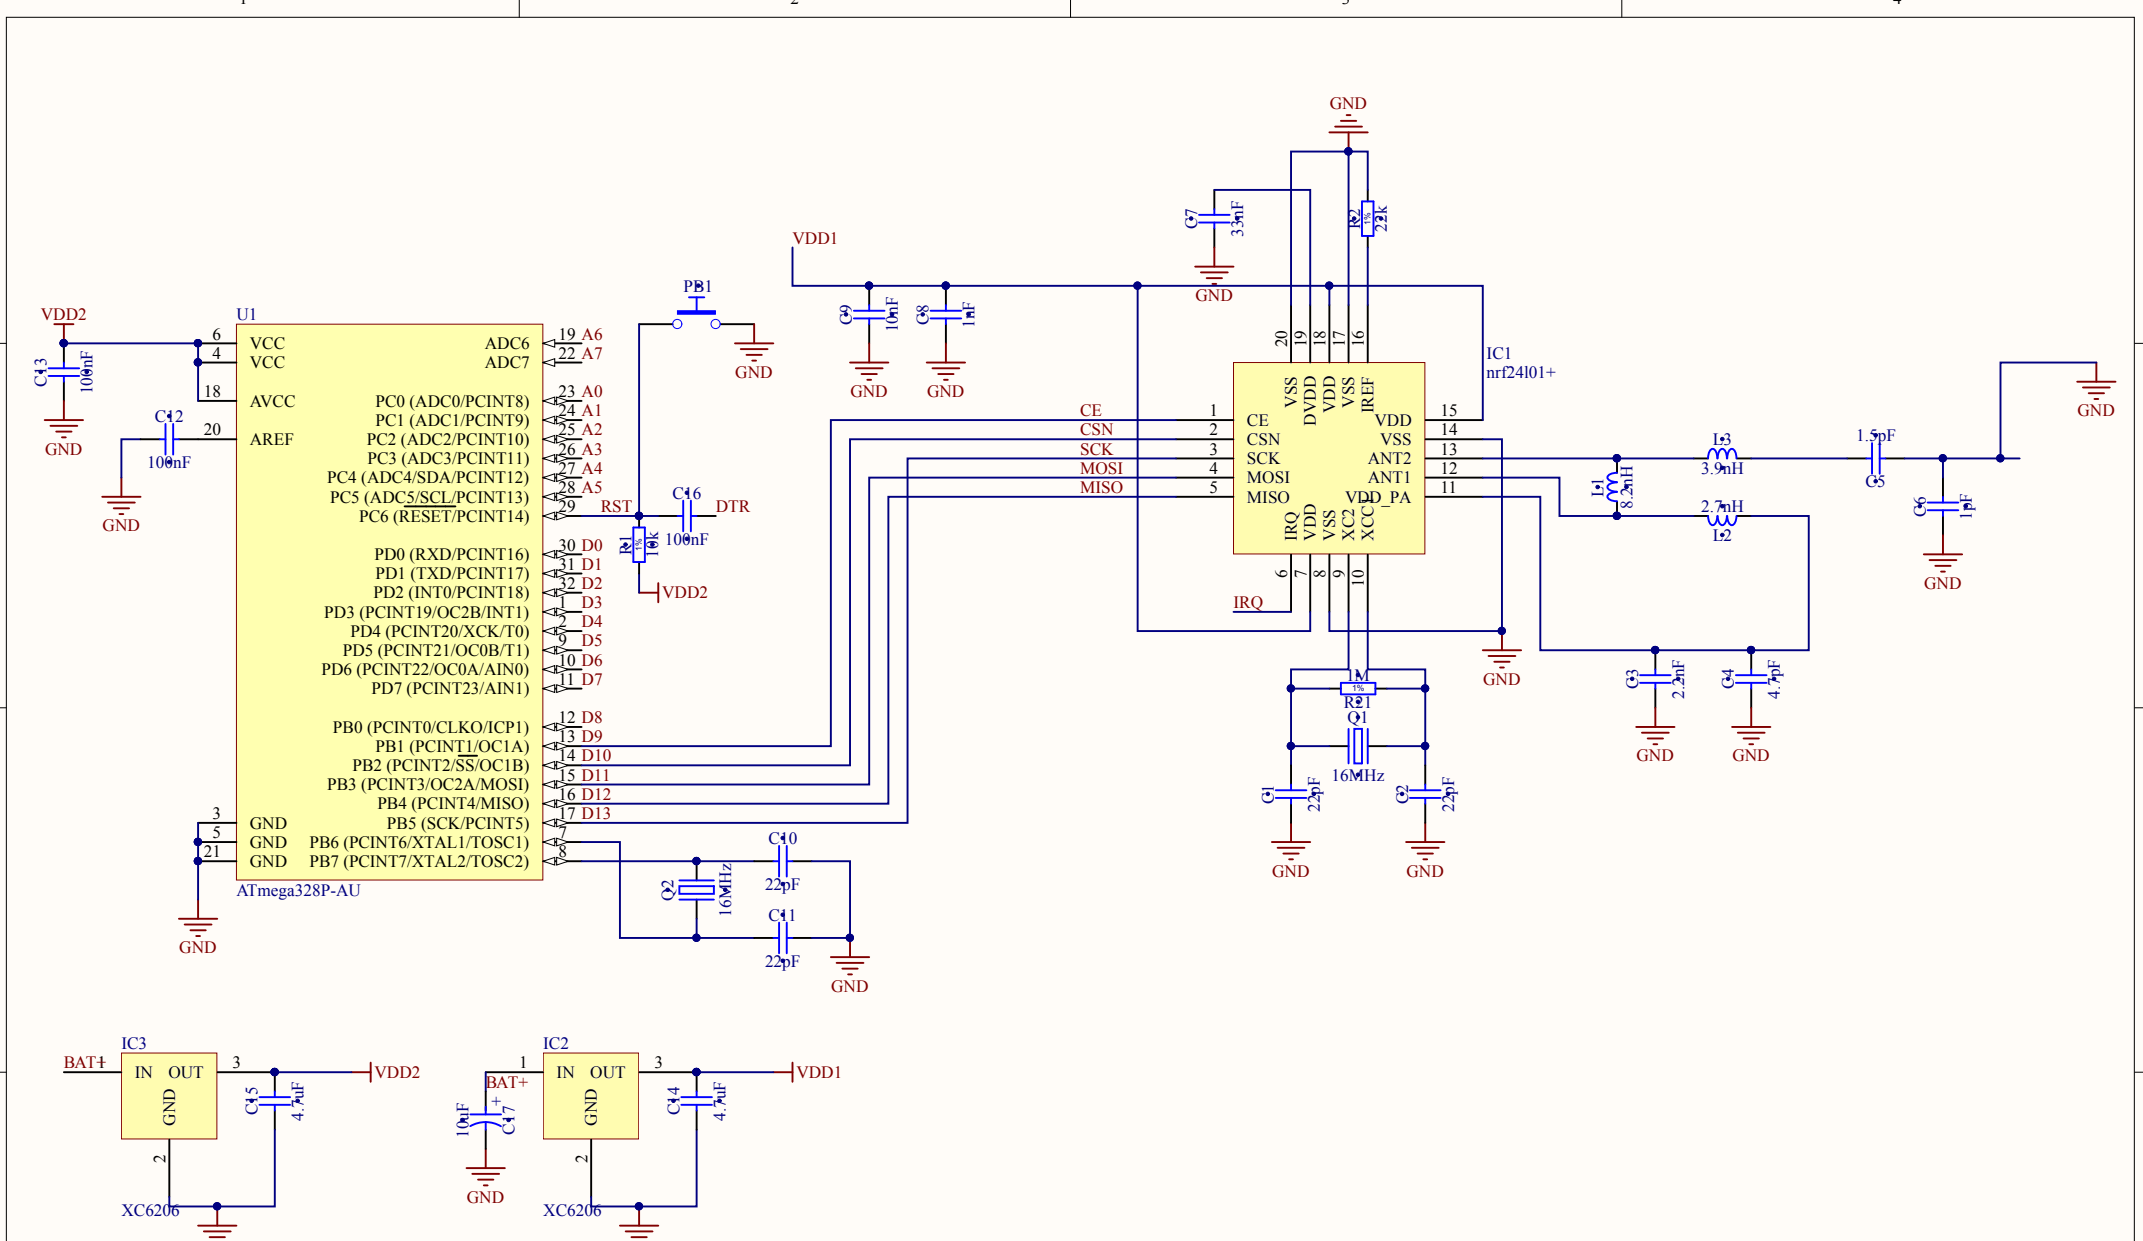 1 2 3 4
GND
C7 33nF R2 1% 22k
VDD1
GND
PB1
GND
C9 10nF C8 1nF
GND GND
VDD2
C13 100nF
GND
C12
100nF
GND
U1
6 VCC
4 VCC
18 AVCC
20 AREF
3 GND
5 GND
21 GND
GND
ADC6 19 A6
ADC7 22 A7
PC0 (ADC0/PCINT8) 23 A0
PC1 (ADC1/PCINT9) 24 A1
PC2 (ADC2/PCINT10) 25 A2
PC3 (ADC3/PCINT11) 26 A3
PC4 (ADC4/SDA/PCINT12) 27 A4
PC5 (ADC5/SCL/PCINT13) 28 A5
PC6 (RESET/PCINT14) 29 RST
PD0 (RXD/PCINT16) 30 D0
PD1 (TXD/PCINT17) 31 D1
PD2 (INT0/PCINT18) 32 D2
PD3 (PCINT19/OC2B/INT1) 1 D3
PD4 (PCINT20/XCK/T0) 2 D4
PD5 (PCINT21/OC0B/T1) 9 D5
PD6 (PCINT22/OC0A/AIN0) 10 D6
PD7 (PCINT23/AIN1) 11 D7
PB0 (PCINT0/CLKO/ICP1) 12 D8
PB1 (PCINT1/OC1A) 13 D9
PB2 (PCINT2/SS/OC1B) 14 D10
PB3 (PCINT3/OC2A/MOSI) 15 D11
PB4 (PCINT4/MISO) 16 D12
PB5 (SCK/PCINT5) 17 D13
PB6 (PCINT6/XTAL1/TOSC1) 7
PB7 (PCINT7/XTAL2/TOSC2) 8
ATmega328P-AU
C16
100nF
DTR
R1 1% 10k
VDD2
Q2 16MHz
C10
22pF
C11
22pF
GND
IC1
nrf24l01+
20 19 18 17 16
VSS DVDD VDD VSS IREF
CE 1 CE
CSN 2 CSN
SCK 3 SCK
MOSI 4 MOSI
MISO 5 MISO
VDD 15
VSS 14
ANT2 13
ANT1 12
VDD_PA 11
IRQ VDD VSS XC2 XCC1
6 7 8 9 10
IRQ
GND
1M
1%
R21
Q1
16MHz
C1 22pF C2 22pF
GND GND
L1 8.2nH
L3
3.9nH
2.7nH
L2
1.5pF
C5
C6 1pF
GND
GND
C3 2.2nF C4 4.7pF
GND GND
IC3
BAT+ 1 IN OUT 3
GND
2
XC6206
C15 4.7uF
VDD2
IC2
BAT+ 1 IN OUT 3
GND
2
XC6206
10uF + C17
GND
C14 4.7uF
VDD1